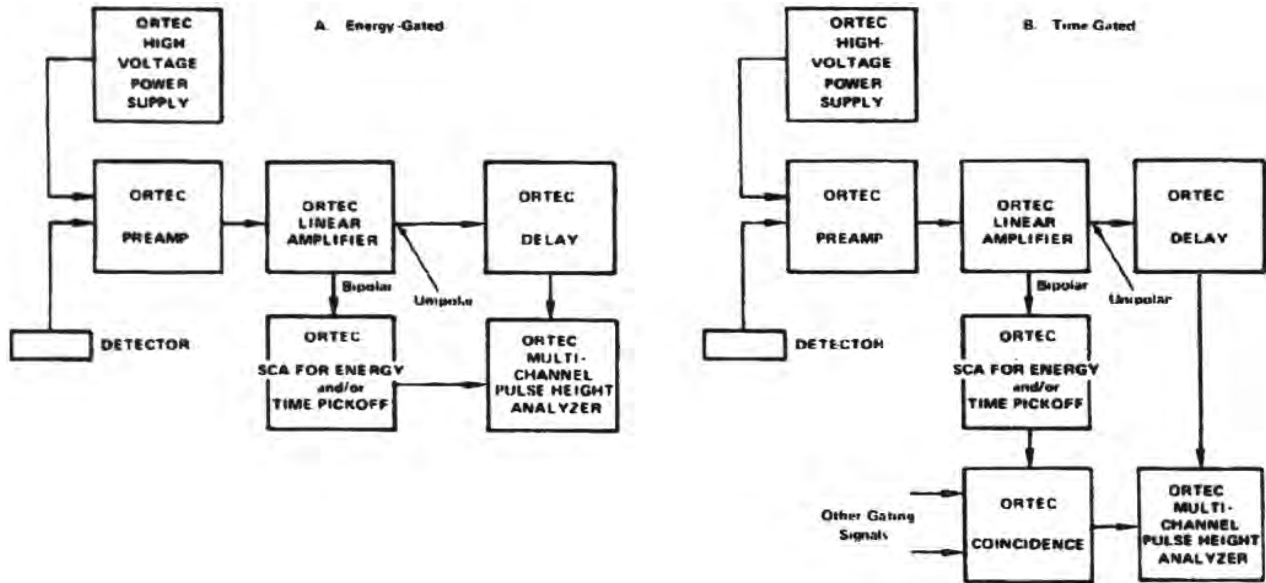 A. Energy-Gated
ORTEC
HIGH
VOLTAGE
POWER
SUPPLY
ORTEC
PREAMP
ORTEC
LINEAR
AMPLIFIER
ORTEC
DELAY
Bipolar
Unipolar
DETECTOR
ORTEC
SCA FOR ENERGY
and/or
TIME PICKOFF
ORTEC
MULTI-
CHANNEL
PULSE HEIGHT
ANALYZER
B. Time Gated
ORTEC
HIGH-
VOLTAGE
POWER
SUPPLY
ORTEC
PREAMP
ORTEC
LINEAR
AMPLIFIER
ORTEC
DELAY
Bipolar
Unipolar
DETECTOR
ORTEC
SCA FOR ENERGY
and/or
TIME PICKOFF
Other Gating
Signals
ORTEC
COINCIDENCE
ORTEC
MULTI-
CHANNEL
PULSE HEIGHT
ANALYZER